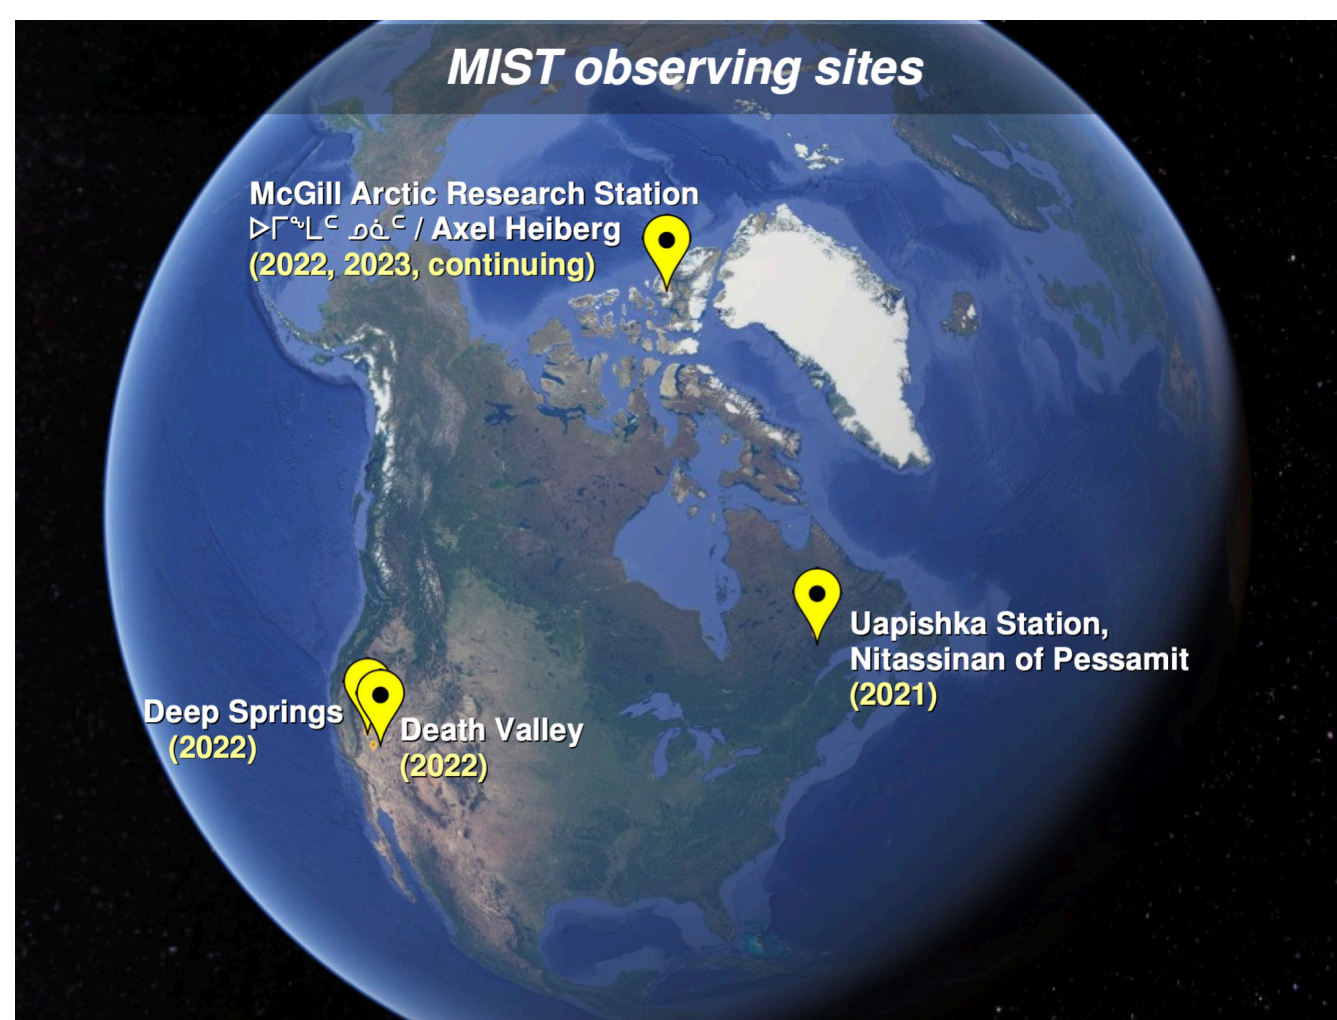 MIST observing sites
McGill Arctic Research Station
ᐅᒥᖕᒪᑦ ᓄᓈᑦ / Axel Heiberg
(2022, 2023, continuing)
Uapishka Station,
Nitassinan of Pessamit
(2021)
Deep Springs
(2022)
Death Valley
(2022)